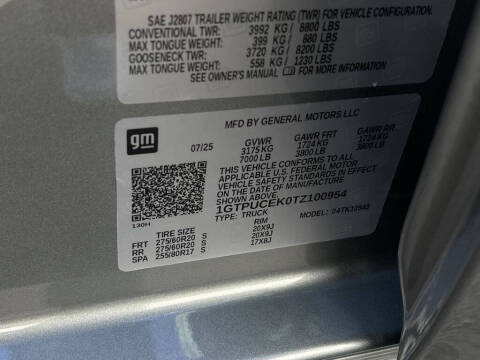 SAE J2807 TRAILER WEIGHT RATING (TWR) FOR VEHICLE CONFIGURATION.
CONVENTIONAL TWR: 3992 KG / 8800 LBS
MAX TONGUE WEIGHT: 399 KG / 880 LBS
GOOSENECK TWR: 3720 KG / 8200 LBS
MAX TONGUE WEIGHT: 558 KG / 1230 LBS
SEE OWNER'S MANUAL FOR MORE INFORMATION.
MFD BY GENERAL MOTORS LLC
gm
07/25 GVWR GAWR FRT GAWR RR
3175 KG 1724 KG 1724 KG
7000 LB 3800 LB 3800 LB
THIS VEHICLE CONFORMS TO ALL APPLICABLE
U.S. FEDERAL MOTOR VEHICLE SAFETY
STANDARDS IN EFFECT ON THE DATE OF MANUFACTURE
SHOWN ABOVE.
1GTPUCEK0TZ100954
TYPE: TRUCK MODEL:
130H
TIRE SIZE RIM
FRT 275/60R20 S 20X9J
RR 275/60R20 S 20X9J
SPA 255/80R17 S 17X8J